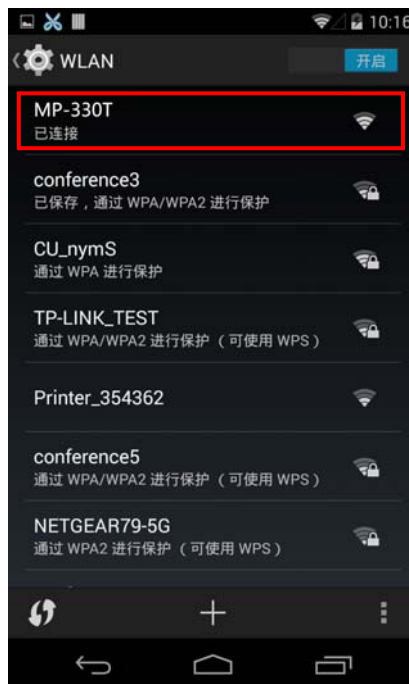 10:16
WLAN
开启
MP-330T
已连接
conference3
已保存，通过 WPA/WPA2 进行保护
CU_nymS
通过 WPA 进行保护
TP-LINK_TEST
通过 WPA/WPA2 进行保护 （可使用 WPS）
Printer_354362
conference5
通过 WPA/WPA2 进行保护 （可使用 WPS）
NETGEAR79-5G
通过 WPA2 进行保护 （可使用 WPS）